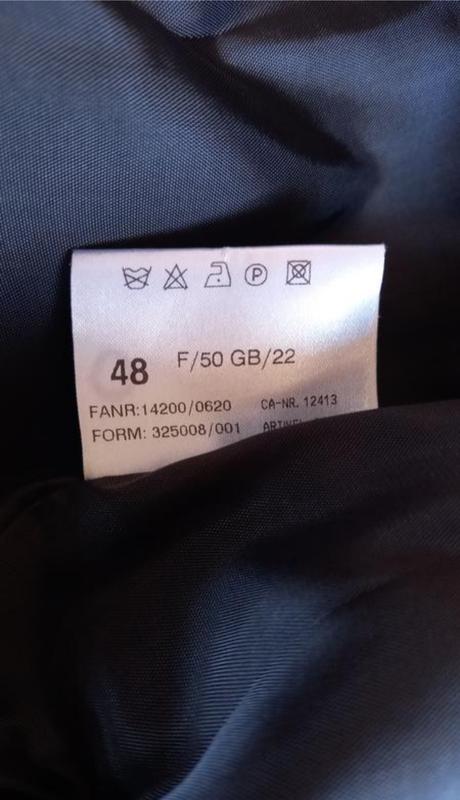 P
48 F/50 GB/22
FANR:14200/0620 CA-NR. 12413
FORM: 325008/001